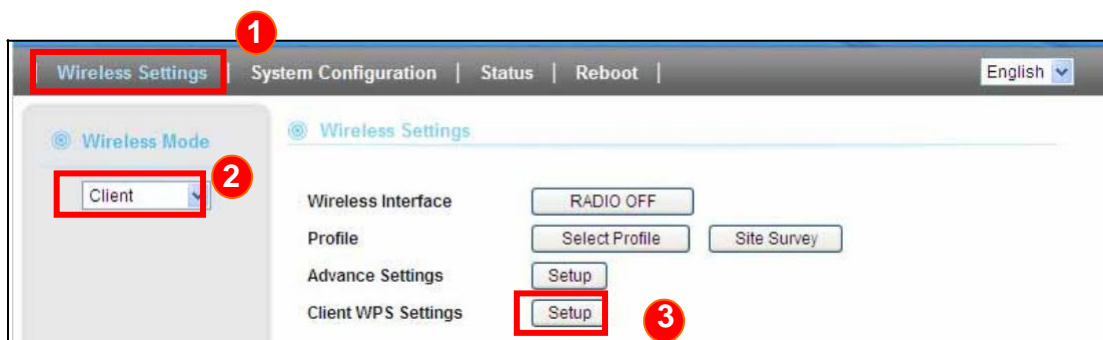 1
Wireless Settings | System Configuration | Status | Reboot | English
Wireless Mode
Wireless Settings
Client
2
Wireless Interface RADIO OFF
Profile Select Profile Site Survey
Advance Settings Setup
Client WPS Settings Setup
3